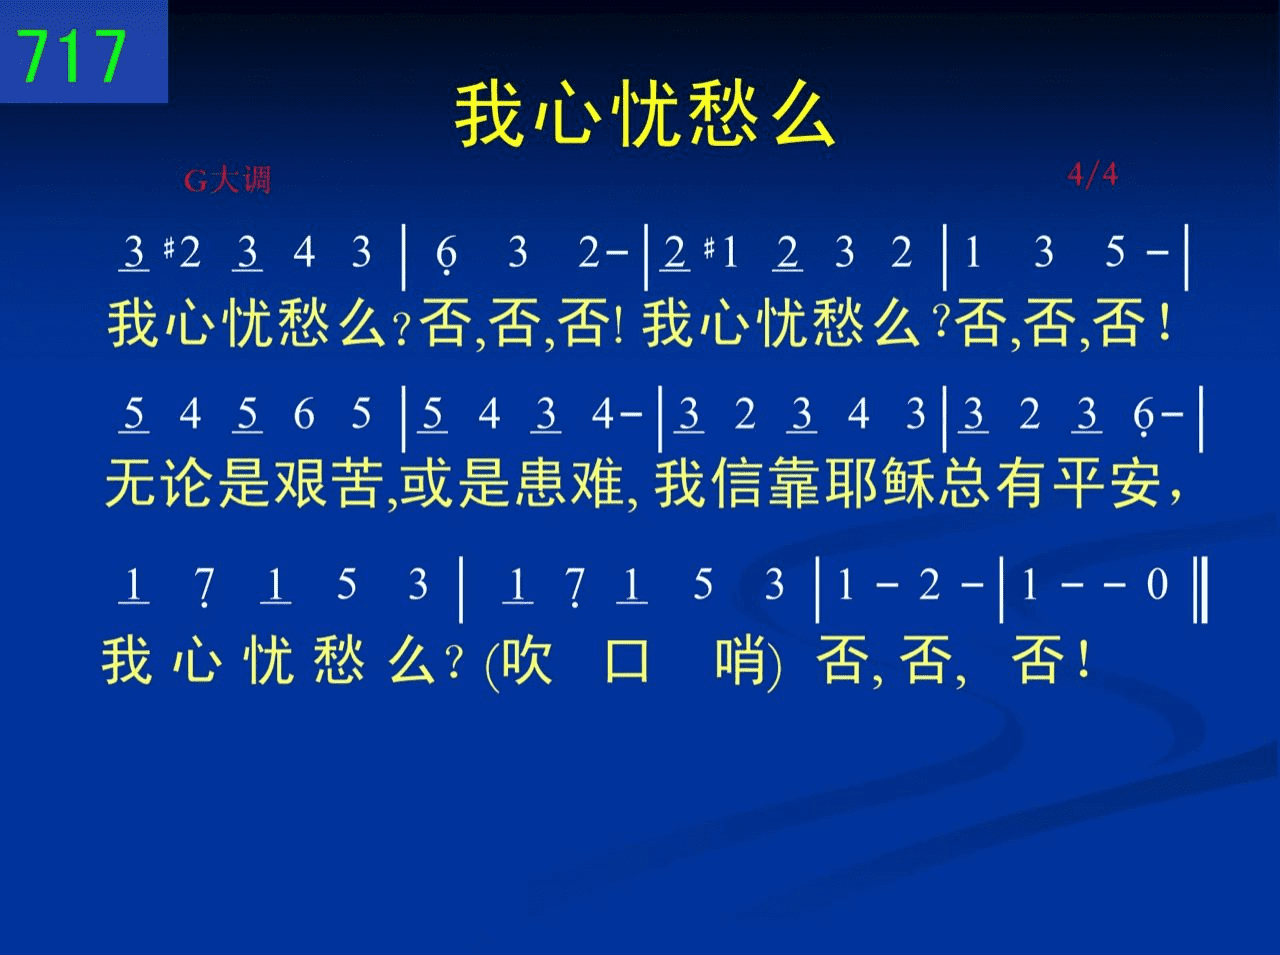 717
我心忧愁么
G大调 4/4
3 #2 3 4 3 | 6 3 2– | 2 #1 2 3 2 | 1 3 5 – |
我心忧愁么?否,否,否! 我心忧愁么?否,否,否!
5 4 5 6 5 | 5 4 3 4– | 3 2 3 4 3 | 3 2 3 6– |
无论是艰苦,或是患难, 我信靠耶稣总有平安，
1 7 1 5 3 | 1 7 1 5 3 | 1 – 2 – | 1 – – 0 ‖
我心忧愁么? (吹口哨) 否, 否, 否!